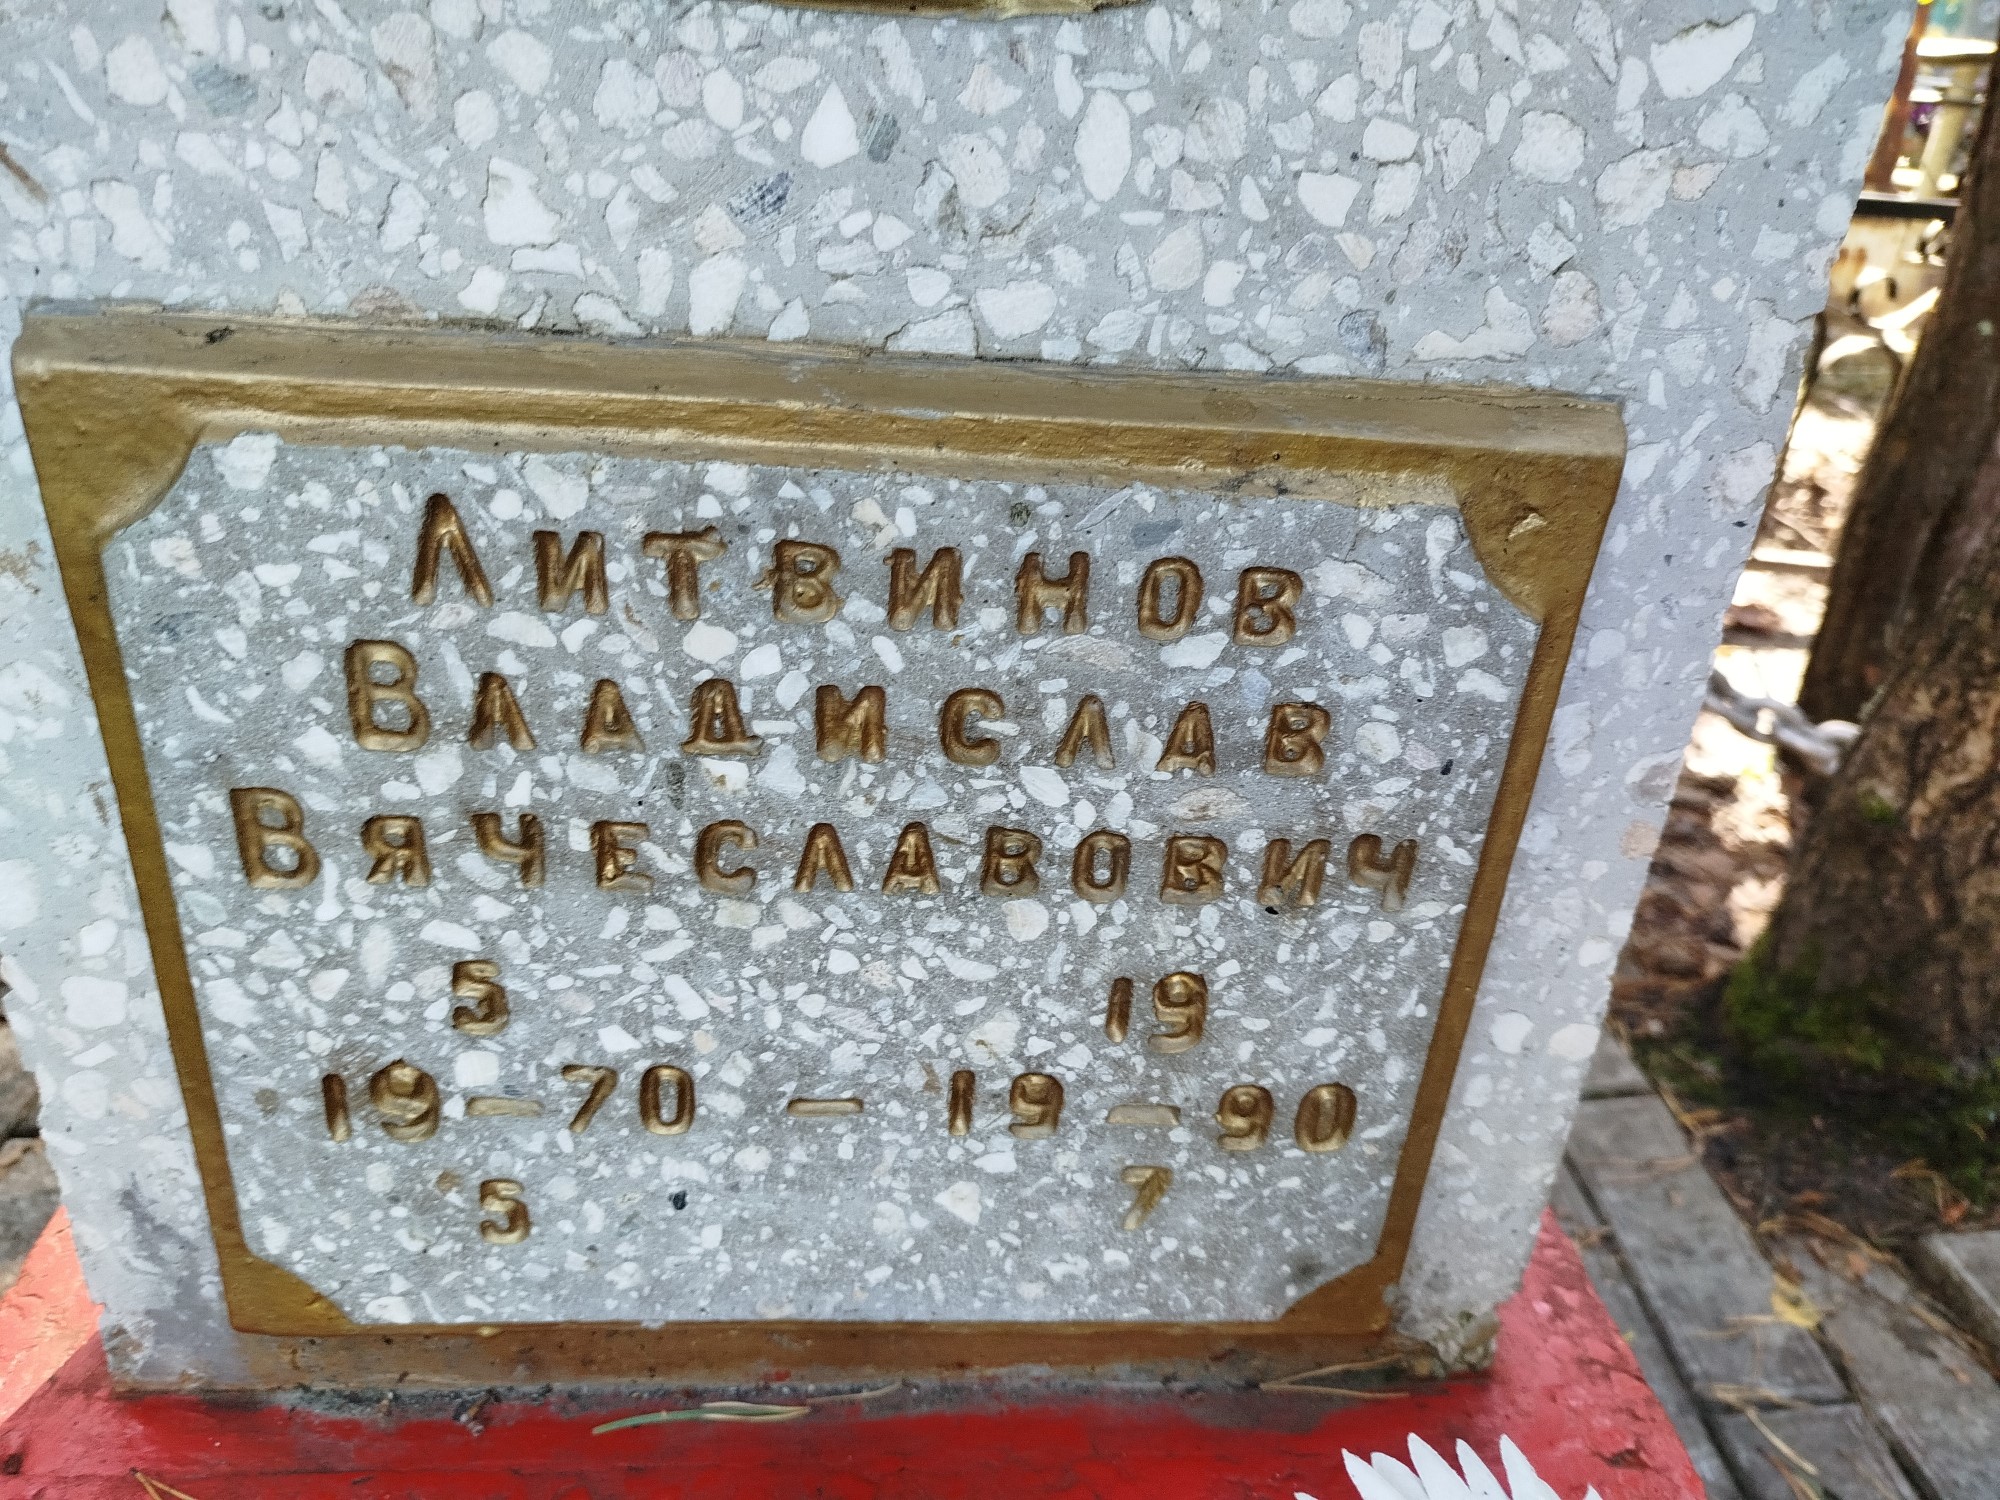 Литвинов
Владислав
Вячеславович
5 19
19 — 70 — 19 — 90
5 7